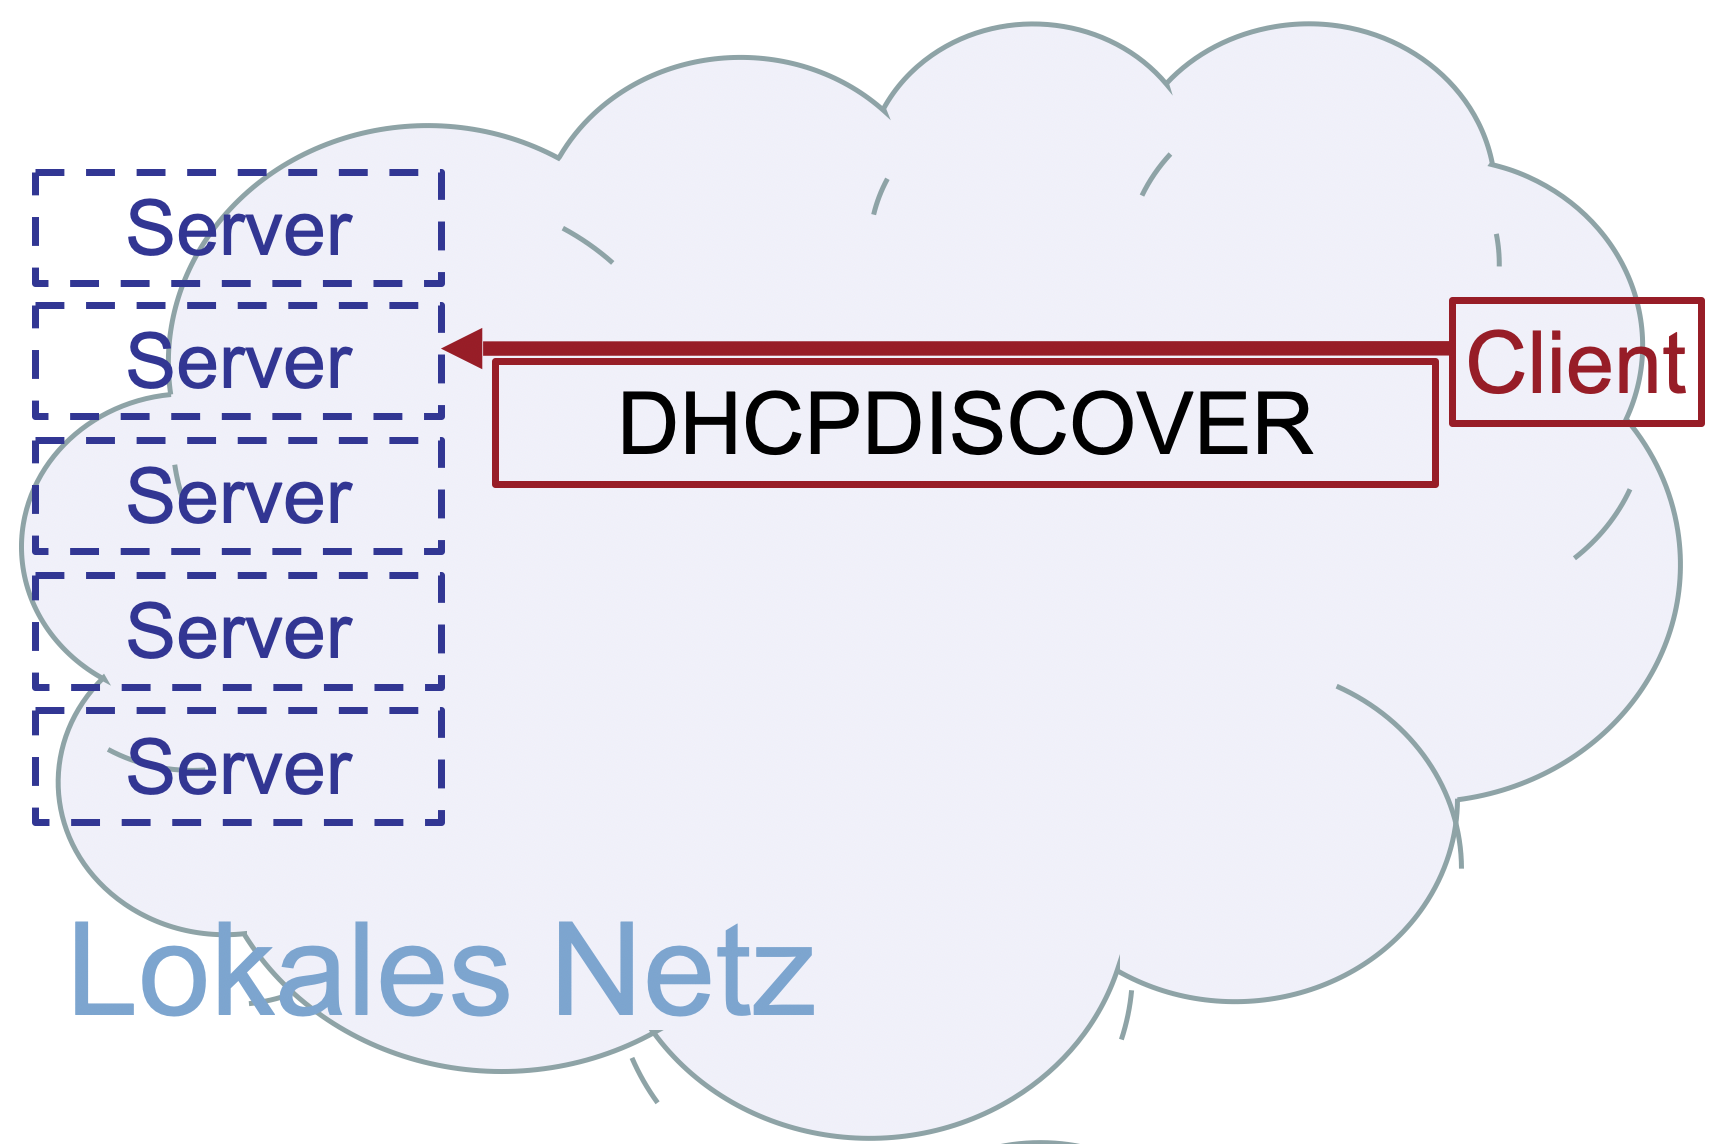 Server
Server
Client
DHCPDISCOVER
Server
Server
Server
Lokales Netz